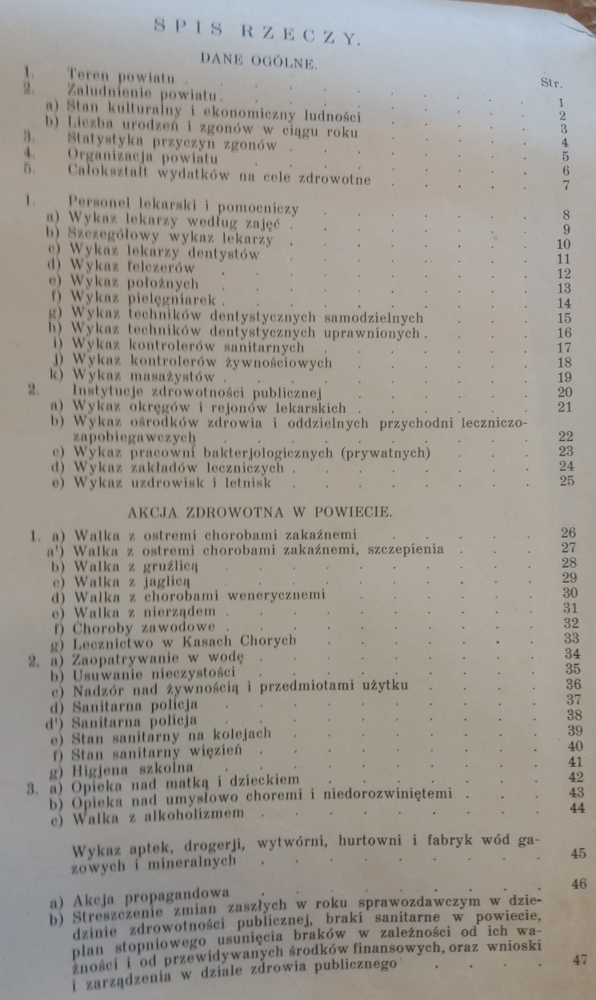 SPIS RZECZY.
DANE OGÓLNE.
Str.
1. Teren powiatu . . . . . . . . 1
2. Zaludnienie powiatu . . . . . . . 2
a) Stan kulturalny i ekonomiczny ludności . . . 3
b) Liczba urodzeń i zgonów w ciągu roku . . . 4
3. Statystyka przyczyn zgonów . . . . . . 5
4. Organizacja powiatu . . . . . . . 6
5. Całokształt wydatków na cele zdrowotne . . . . 7
1. Personel lekarski i pomocniczy . . . . . 8
a) Wykaz lekarzy według zajęć . . . . . . 9
b) Szczegółowy wykaz lekarzy . . . . . . 10
c) Wykaz lekarzy dentystów . . . . . . 11
d) Wykaz felczerów . . . . . . . 12
e) Wykaz położnych . . . . . . . 13
f) Wykaz pielęgniarek . . . . . . . 14
g) Wykaz techników dentystycznych samodzielnych . . . 15
h) Wykaz techników dentystycznych uprawnionych . . . . 16
i) Wykaz kontrolerów sanitarnych . . . . . 17
j) Wykaz kontrolerów żywnościowych . . . . 18
k) Wykaz masażystów . . . . . . . 19
2. Instytucje zdrowotności publicznej . . . . 20
a) Wykaz okręgów i rejonów lekarskich . . . . 21
b) Wykaz ośrodków zdrowia i oddzielnych przychodni leczniczo-
zapobiegawczych . . . . . . . 22
c) Wykaz pracowni bakterjologicznych (prywatnych) . . . 23
d) Wykaz zakładów leczniczych . . . . . . 24
e) Wykaz uzdrowisk i letnisk . . . . . . 25
AKCJA ZDROWOTNA W POWIECIE.
1. a) Walka z ostremi chorobami zakaźnemi . . . . 26
a') Walka z ostremi chorobami zakaźnemi, szczepienia . . . 27
b) Walka z gruźlicą . . . . . . . 28
c) Walka z jaglicą . . . . . . . 29
d) Walka z chorobami wenerycznemi . . . . 30
e) Walka z nierządem . . . . . . . 31
f) Choroby zawodowe . . . . . . . 32
g) Lecznictwo w Kasach Chorych . . . . . 33
2. a) Zaopatrywanie w wodę . . . . . . 34
b) Usuwanie nieczystości . . . . . . 35
c) Nadzór nad żywnością i przedmiotami użytku . . . 36
d) Sanitarna policja . . . . . . . 37
d') Sanitarna policja . . . . . . . 38
e) Stan sanitarny na kolejach . . . . . . 39
f) Stan sanitarny więzień . . . . . . 40
g) Higjena szkolna . . . . . . . 41
3. a) Opieka nad matką i dzieckiem . . . . . 42
b) Opieka nad umysłowo choremi i niedorozwiniętemi . . . 43
c) Walka z alkoholizmem . . . . . . 44
Wykaz aptek, drogerji, wytwórni, hurtowni i fabryk wód ga-
zowych i mineralnych . . . . . . 45
46
a) Akcja propagandowa . . . . . . .
b) Streszczenie zmian zaszłych w roku sprawozdawczym w dzie-
dzinie zdrowotności publicznej, braki sanitarne w powiecie,
plan stopniowego usunięcia braków w zależności od ich wa-
żności i od przewidywanych środków finansowych, oraz wnioski
i zarządzenia w dziale zdrowia publicznego . . . . 47